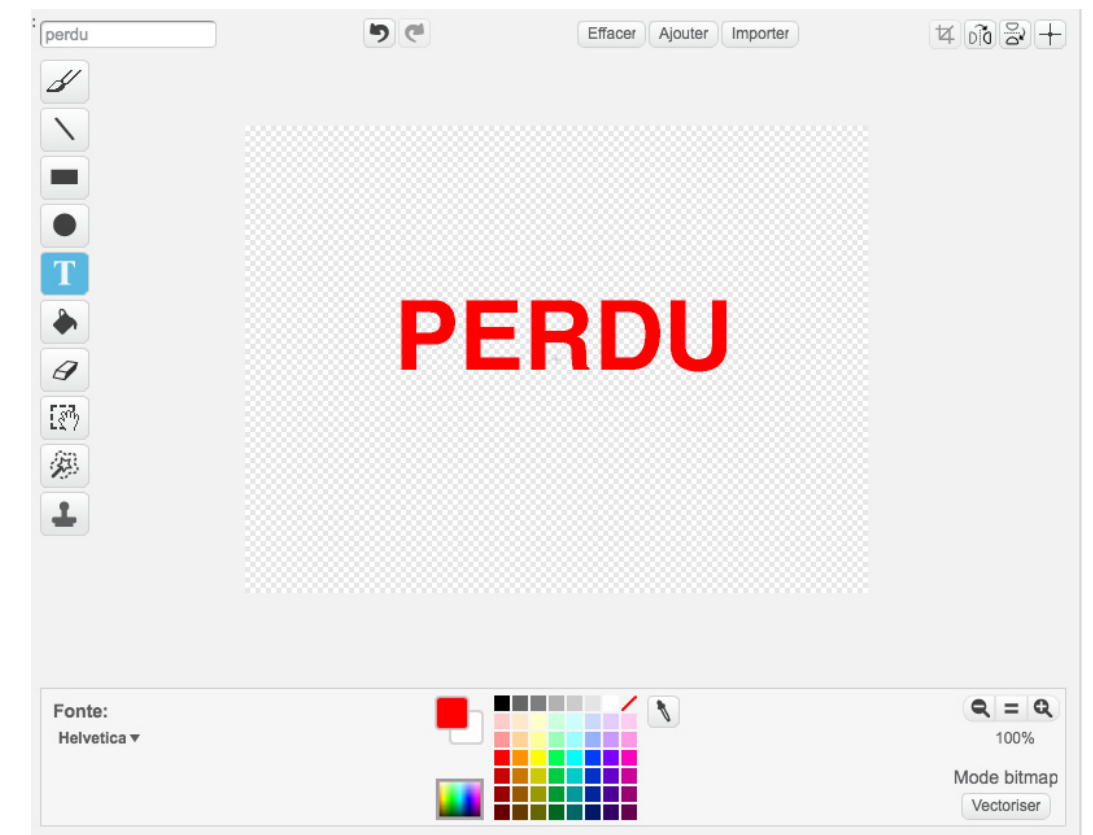 perdu
Effacer Ajouter Importer
T
PERDU
Fonte:
Helvetica
100%
Mode bitmap
Vectoriser